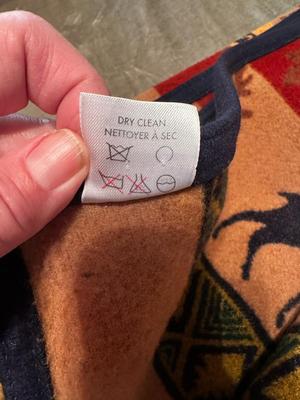 DRY CLEAN
NETTOYER À SEC